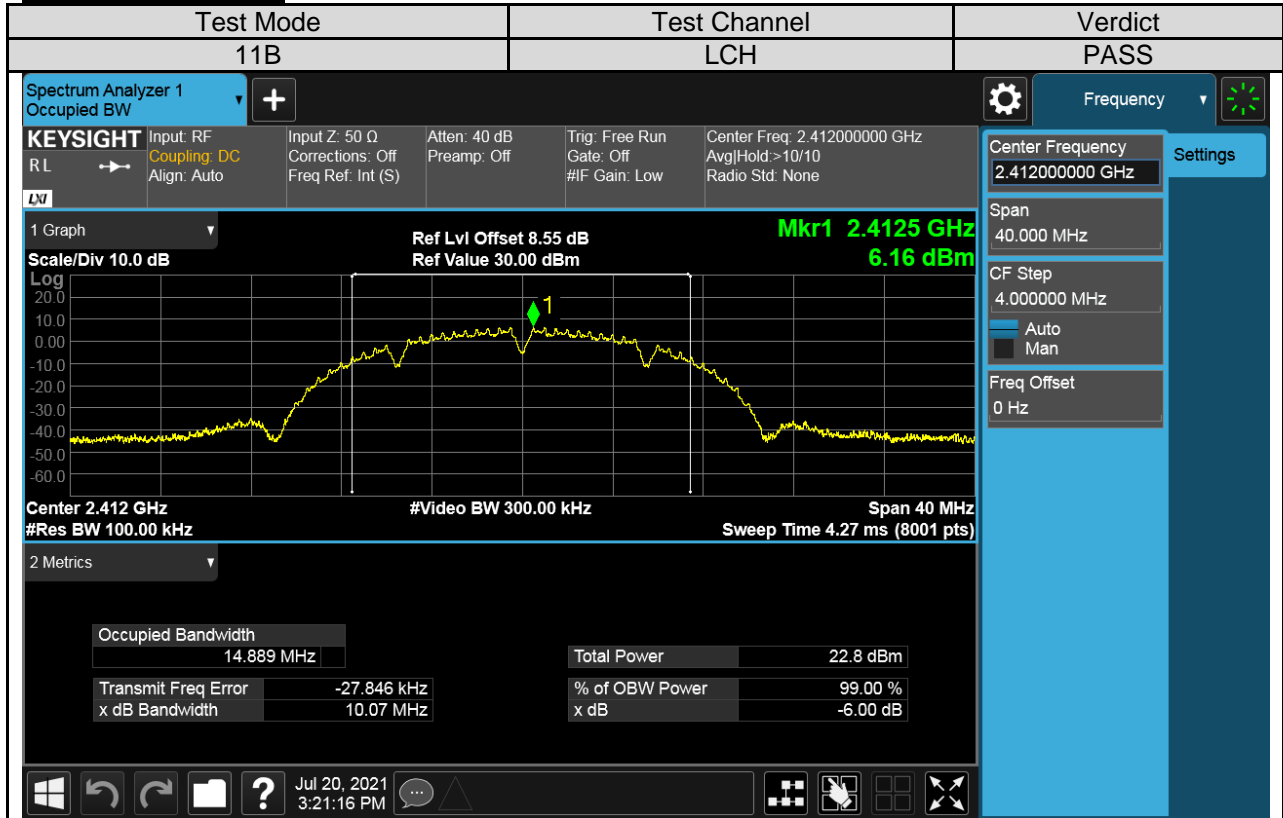 Test Mode Test Channel Verdict
11B LCH PASS
Spectrum Analyzer 1
Occupied BW
+
Frequency
KEYSIGHT Input: RF Input Z: 50 Ω Atten: 40 dB Trig: Free Run Center Freq: 2.412000000 GHz
RL Coupling: DC Corrections: Off Preamp: Off Gate: Off Avg|Hold:>10/10
Align: Auto Freq Ref: Int (S) #IF Gain: Low Radio Std: None
LXI
Center Frequency
2.412000000 GHz
Settings
Span
40.000 MHz
CF Step
4.000000 MHz
Auto
Man
Freq Offset
0 Hz
1 Graph
Ref Lvl Offset 8.55 dB
Mkr1 2.4125 GHz
Scale/Div 10.0 dB Ref Value 30.00 dBm 6.16 dBm
Log
20.0
10.0
0.00
-10.0
-20.0
-30.0
-40.0
-50.0
-60.0
1
Center 2.412 GHz #Video BW 300.00 kHz Span 40 MHz
#Res BW 100.00 kHz Sweep Time 4.27 ms (8001 pts)
2 Metrics
Occupied Bandwidth
14.889 MHz
Total Power 22.8 dBm
Transmit Freq Error -27.846 kHz % of OBW Power 99.00 %
x dB Bandwidth 10.07 MHz x dB -6.00 dB
?
Jul 20, 2021
3:21:16 PM